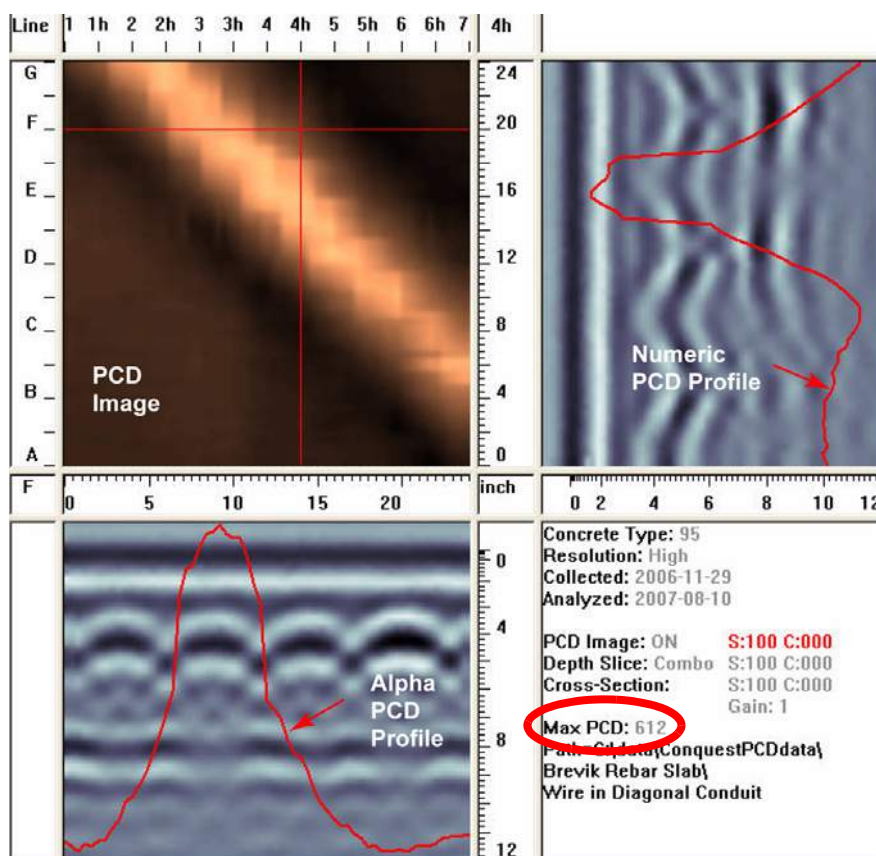 Line 1 1h 2 2h 3 3h 4 4h 5 5h 6 6h 7 4h
G
F
E
D
C
B
A
PCD
Image
24
20
16
12
8
4
0
Numeric
PCD Profile
F 0 5 10 15 20 inch 0 2 4 6 8 10 12
0
4
8
12
Alpha
PCD
Profile
Concrete Type: 95
Resolution: High
Collected: 2006-11-29
Analyzed: 2007-08-10
PCD Image: ON S:100 C:000
Depth Slice: Combo S:100 C:000
Cross-Section: S:100 C:000
Gain: 1
Max PCD: 612
Path=C:\data\ConquestPCDdata\
Brevik Rebar Slab\
Wire in Diagonal Conduit